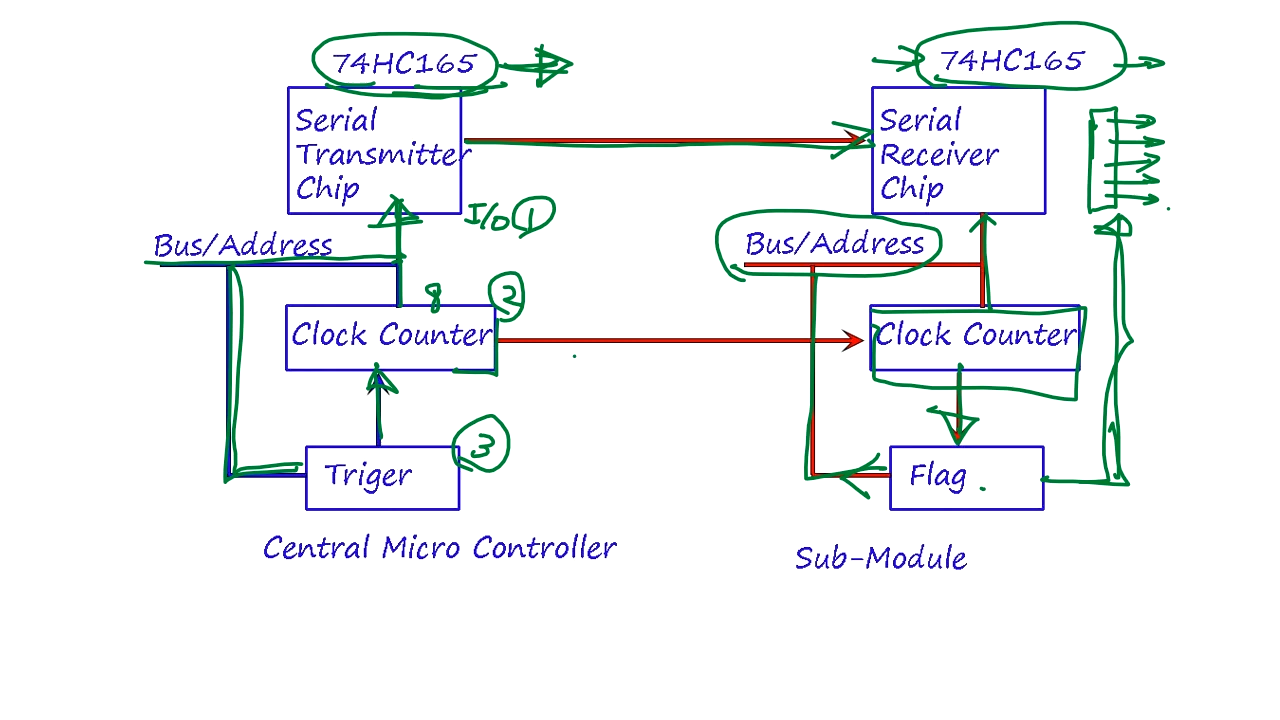 74HC165
Serial
Transmitter
Chip
I/O 1
Bus/Address
8
2
Clock Counter
3
Triger
Central Micro Controller
74HC165
Serial
Receiver
Chip
Bus/Address
Clock Counter
Flag
Sub-Module